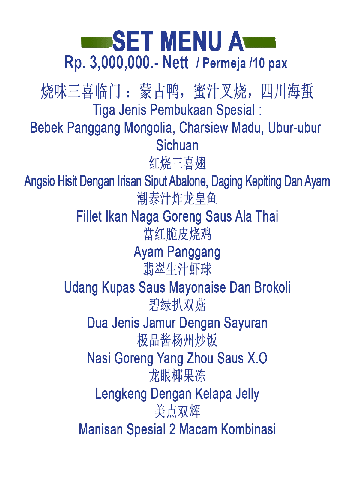 SET MENU A
Rp. 3,000,000.- Nett / Permeja /10 pax
烧味三喜临门：蒙古鸭，蜜汁叉烧，四川海蜇
Tiga Jenis Pembukaan Spesial :
Bebek Panggang Mongolia, Charsiew Madu, Ubur-ubur
Sichuan
红烧三喜翅
Angsio Hisit Dengan Irisan Siput Abalone, Daging Kepiting Dan Ayam
潮泰汁炸龙皇鱼
Fillet Ikan Naga Goreng Saus Ala Thai
當红脆皮烧鸡
Ayam Panggang
翡翠生汁虾球
Udang Kupas Saus Mayonaise Dan Brokoli
碧绿扒双菇
Dua Jenis Jamur Dengan Sayuran
极品酱杨州炒饭
Nasi Goreng Yang Zhou Saus X.O
龙眼椰果冻
Lengkeng Dengan Kelapa Jelly
美点双辉
Manisan Spesial 2 Macam Kombinasi